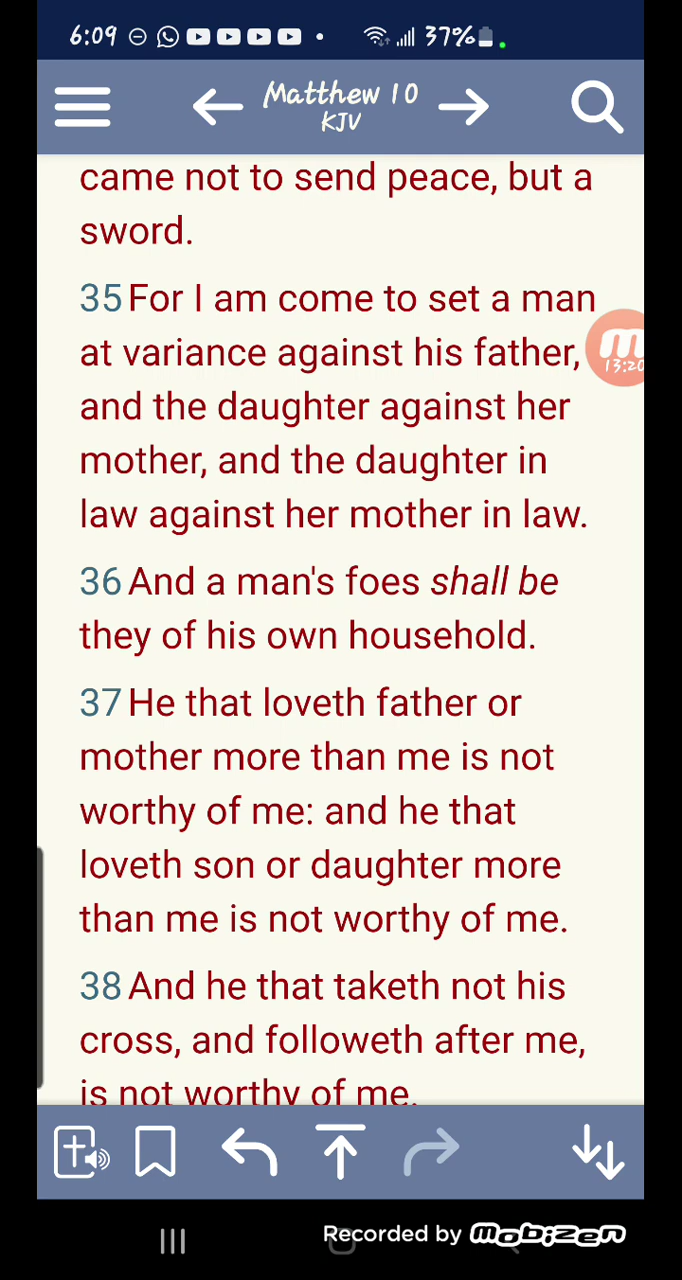 6:09 37%
Matthew 10
KJV
came not to send peace, but a
sword.
35 For I am come to set a man
at variance against his father,
13:20
and the daughter against her
mother, and the daughter in
law against her mother in law.
36 And a man's foes shall be
they of his own household.
37 He that loveth father or
mother more than me is not
worthy of me: and he that
loveth son or daughter more
than me is not worthy of me.
38 And he that taketh not his
cross, and followeth after me,
is not worthy of me.
Recorded by mobizen